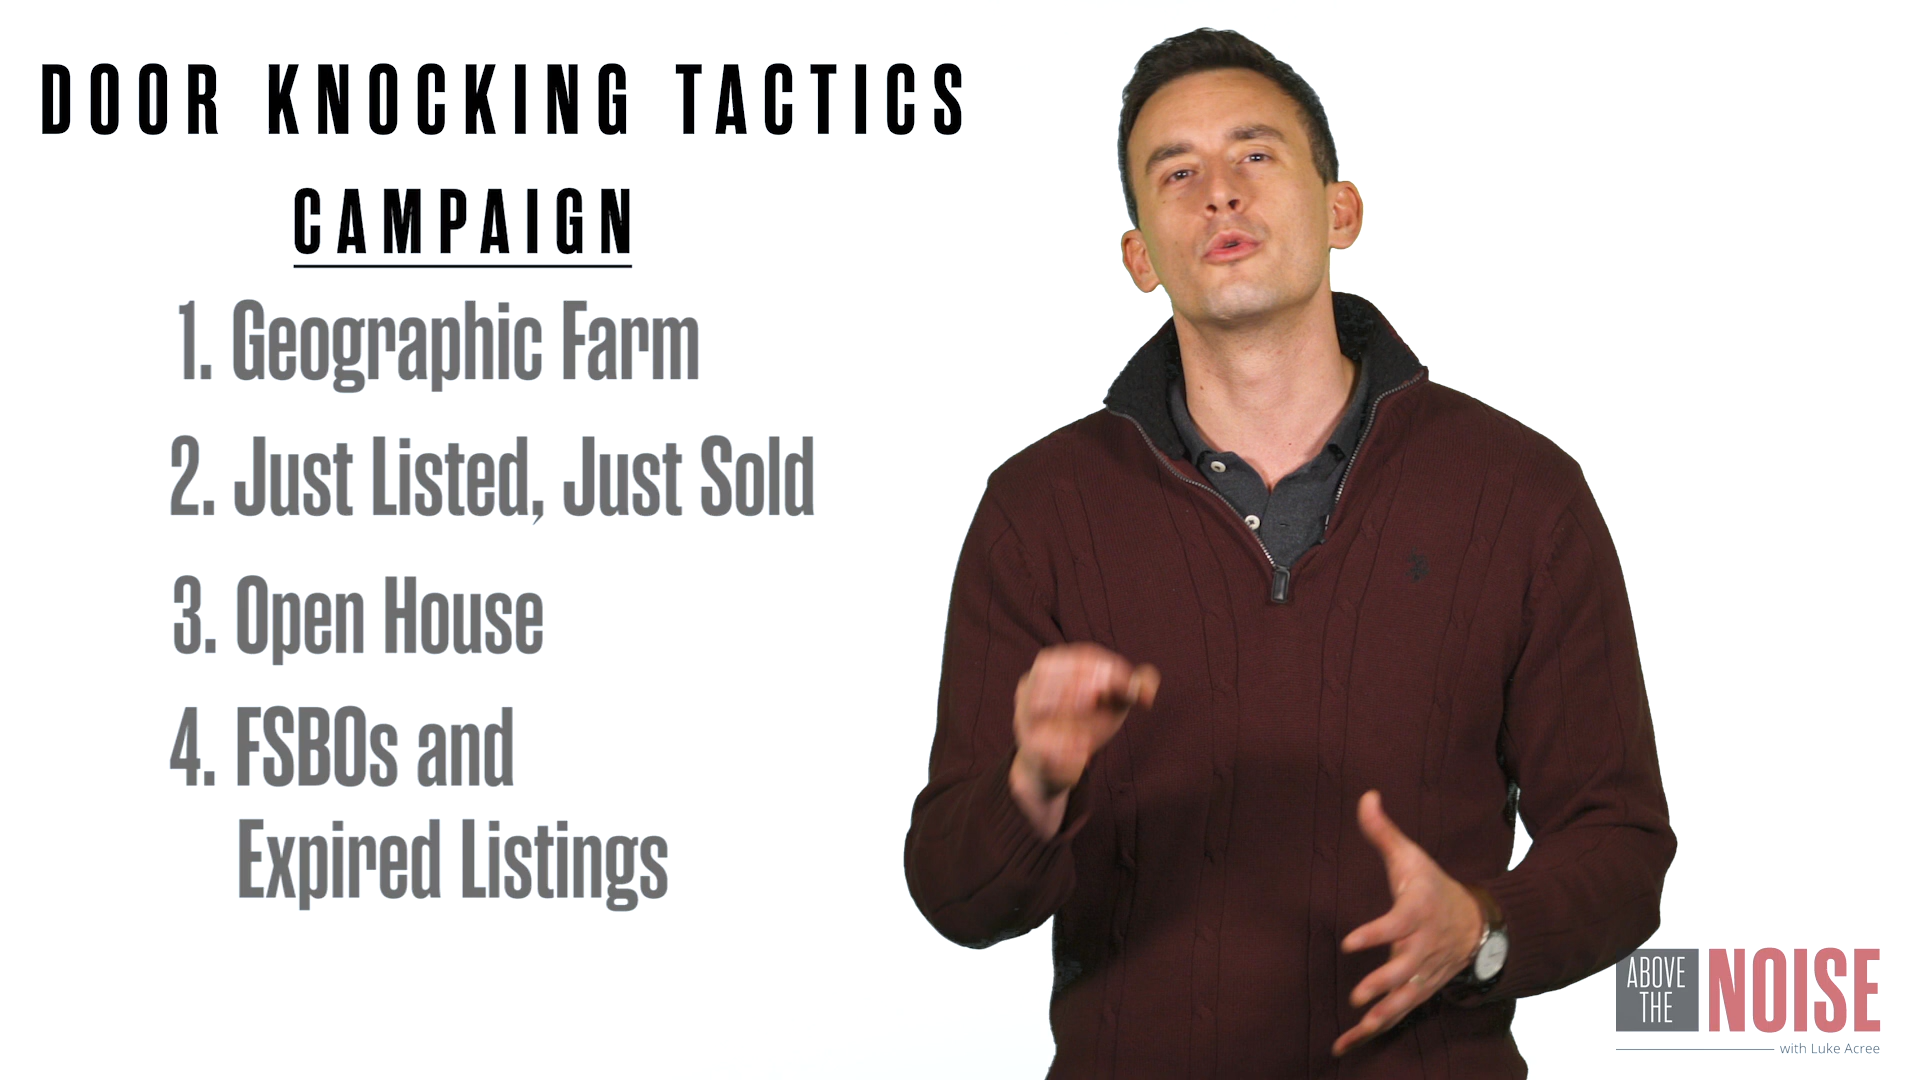 DOOR KNOCKING TACTICS
CAMPAIGN
1. Geographic Farm
2. Just Listed, Just Sold
3. Open House
4. FSBOs and
Expired Listings
ABOVE
THE
NOISE
with Luke Acree